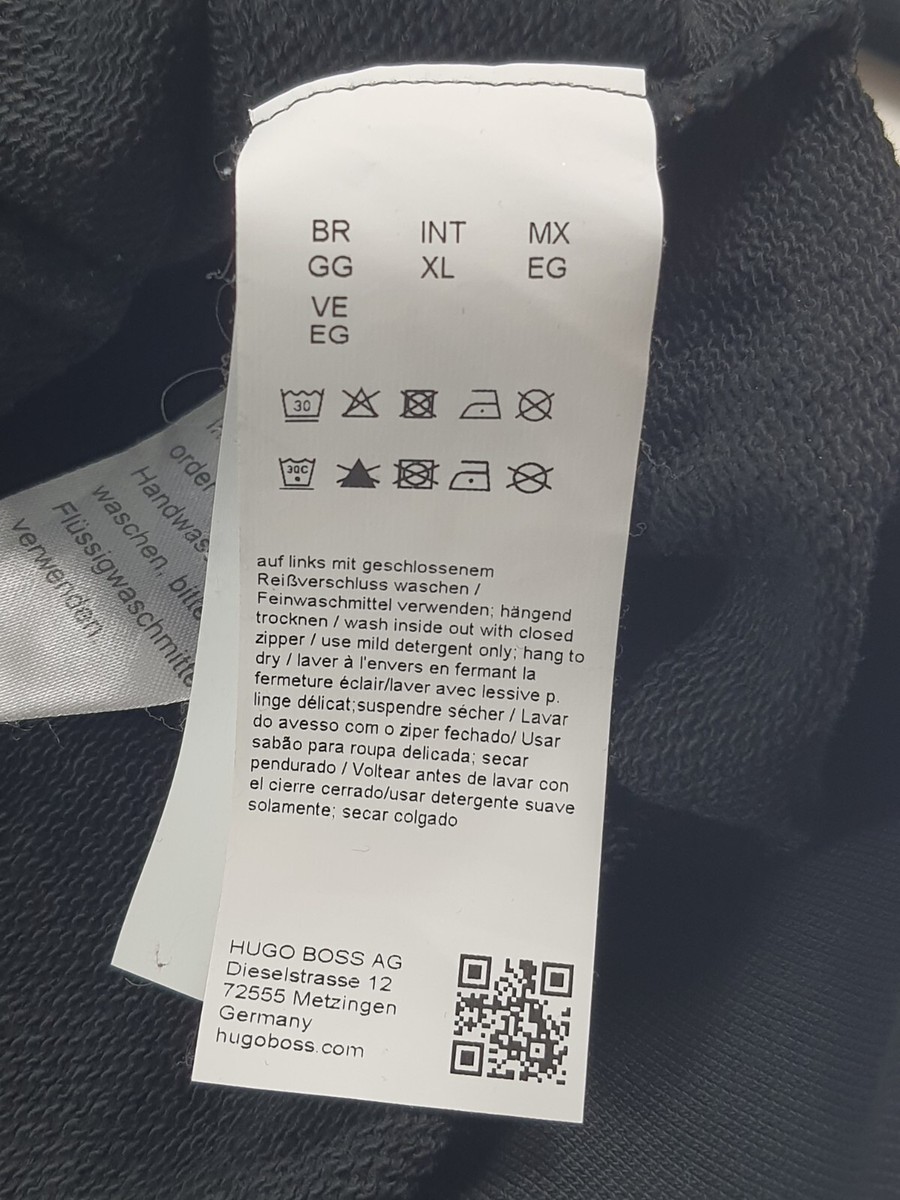 BR INT MX
GG XL EG
VE
EG
30
30C
auf links mit geschlossenem
Reißverschluss waschen /
Feinwaschmittel verwenden; hängend
trocknen / wash inside out with closed
zipper / use mild detergent only; hang to
dry / laver à l'envers en fermant la
fermeture éclair/laver avec lessive p.
linge délicat;suspendre sécher / Lavar
do avesso com o ziper fechado/ Usar
sabão para roupa delicada; secar
pendurado / Voltear antes de lavar con
el cierre cerrado/usar detergente suave
solamente; secar colgado
HUGO BOSS AG
Dieselstrasse 12
72555 Metzingen
Germany
hugoboss.com
oder
Handwas
waschen, bitte
Flüssigwaschmitte
verwenden